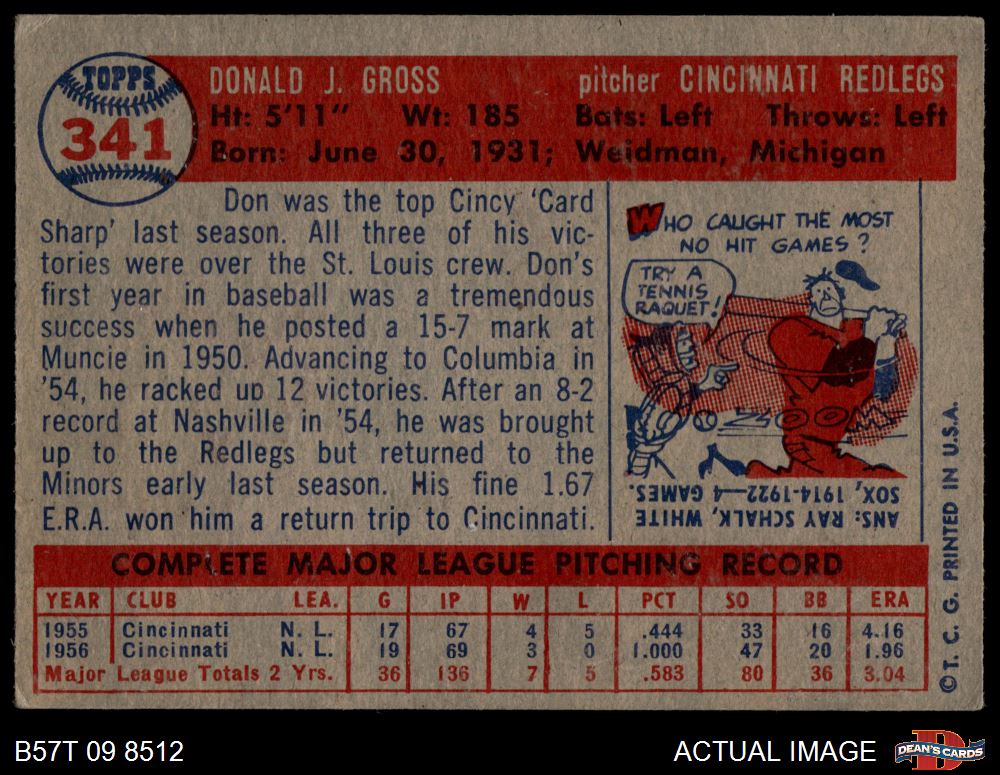 TOPPS
341
DONALD J. GROSS pitcher CINCINNATI REDLEGS
Ht: 5'11" Wt: 185 Bats: Left Throws: Left
Born: June 30, 1931; Weidman, Michigan
Don was the top Cincy 'Card
Sharp' last season. All three of his vic-
tories were over the St. Louis crew. Don's
first year in baseball was a tremendous
success when he posted a 15-7 mark at
Muncie in 1950. Advancing to Columbia in
'54, he racked up 12 victories. After an 8-2
record at Nashville in '54, he was brought
up to the Redlegs but returned to the
Minors early last season. His fine 1.67
E.R.A. won him a return trip to Cincinnati.
WHO CAUGHT THE MOST
NO HIT GAMES?
TRY A
TENNIS
RAQUET!
ANS: RAY SCHALK, WHITE
SOX, 1914-1922—4 GAMES.
COMPLETE MAJOR LEAGUE PITCHING RECORD
YEAR CLUB LEA. G IP W L PCT SO BB ERA
1955 Cincinnati N. L. 17 67 4 5 .444 33 16 4.16
1956 Cincinnati N. L. 19 69 3 0 1.000 47 20 1.96
Major League Totals 2 Yrs. 36 136 7 5 .583 80 36 3.04
©T. C. G. PRINTED IN U.S.A.
B57T 09 8512
ACTUAL IMAGE
DEAN'S CARDS